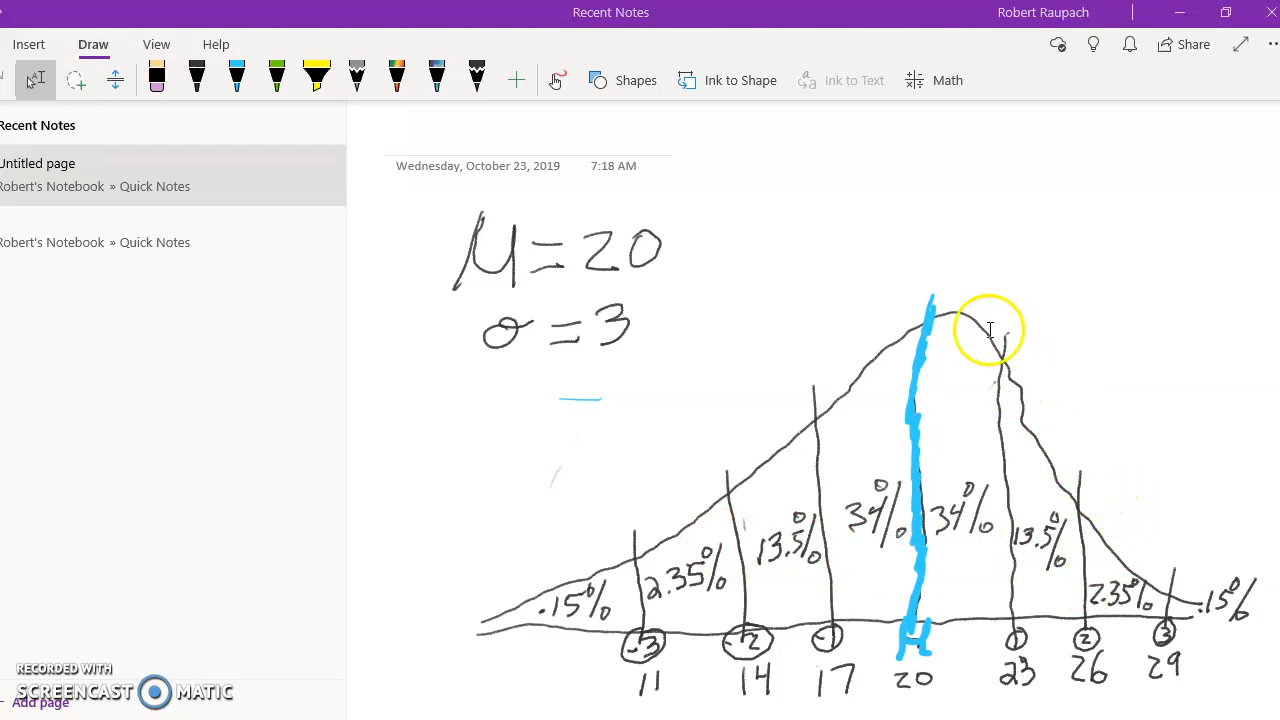 Recent Notes
Robert Raupach
Insert Draw View Help
Share
Shapes Ink to Shape Ink to Text Math
Recent Notes
Untitled page
Robert's Notebook » Quick Notes
Robert's Notebook » Quick Notes
Wednesday, October 23, 2019 7:18 AM
μ=20
σ=3
.15% 2.35% 13.5% 34% 34% 13.5% 2.35% .15%
-3 -2 -1 μ 1 2 3
11 14 17 20 23 26 29
RECORDED WITH
SCREENCAST MATIC
Add page